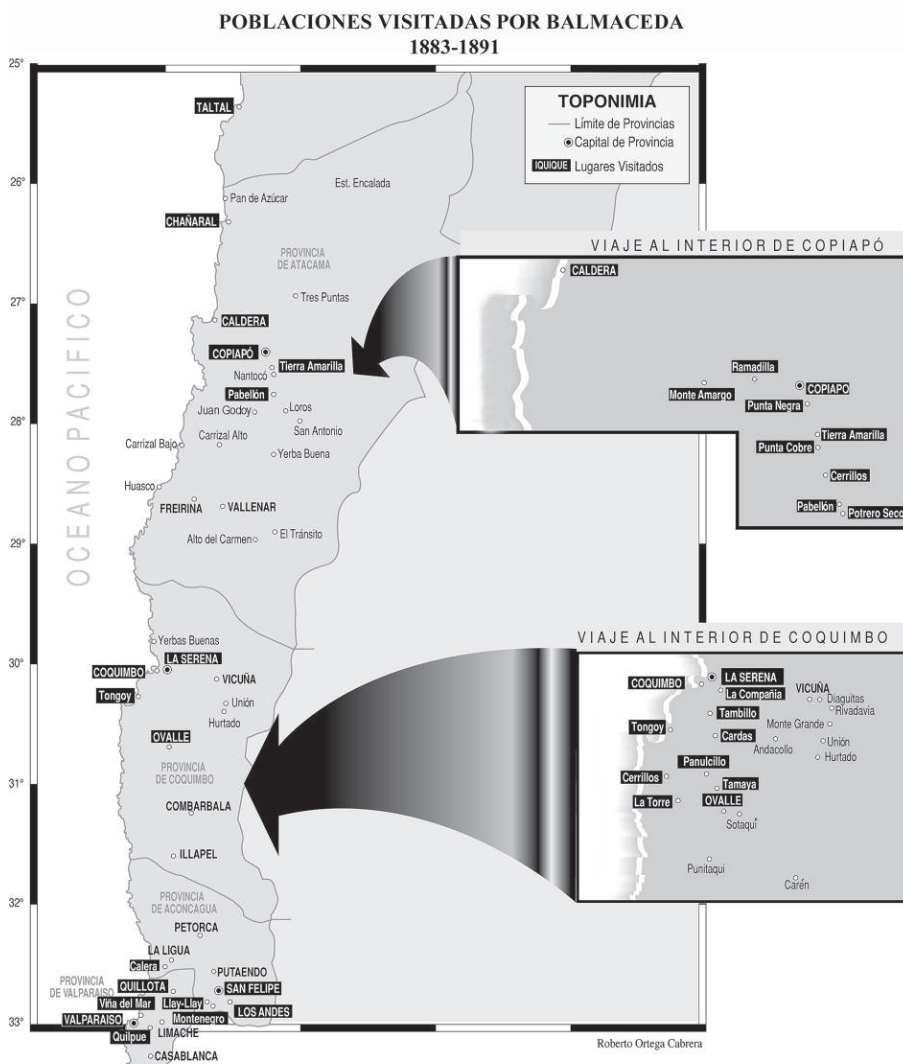 POBLACIONES VISITADAS POR BALMACEDA
1883-1891
25°
TALTAL
TOPONIMIA
Límite de Provincias
Capital de Provincia
IQUIQUE Lugares Visitados
26°
Est. Encalada
Pan de Azúcar
CHAÑARAL
PROVINCIA
DE ATACAMA
Tres Puntas
27°
CALDERA
COPIAPÓ
Tierra Amarilla
Nantocó
Pabellón
Juan Godoy
Loros
San Antonio
28°
Carrizal Bajo
Carrizal Alto
Yerba Buena
Huasco
FREIRINA
VALLENAR
Alto del Carmen
El Tránsito
29°
OCEANO PACIFICO
VIAJE AL INTERIOR DE COPIAPÓ
CALDERA
Ramadilla
Monte Amargo
COPIAPO
Punta Negra
Tierra Amarilla
Punta Cobre
Cerrillos
Pabellón
Potrero Seco
Yerbas Buenas
30°
LA SERENA
COQUIMBO
VICUÑA
Tongoy
Unión
Hurtado
OVALLE
31°
PROVINCIA
DE COQUIMBO
COMBARBALA
ILLAPEL
32°
PROVINCIA
DE ACONCAGUA
PETORCA
LA LIGUA
Calera
PUTAENDO
PROVINCIA
DE VALPARAISO
QUILLOTA
SAN FELIPE
Viña del Mar
Llay-Llay
LOS ANDES
33°
VALPARAISO
Montenegro
Quilpue
LIMACHE
CASABLANCA
VIAJE AL INTERIOR DE COQUIMBO
COQUIMBO
LA SERENA
La Compañia
VICUÑA
Diaguitas
Rivadavia
Tambillo
Tongoy
Monte Grande
Cardas
Andacollo
Unión
Hurtado
Panulcillo
Cerrillos
Tamaya
La Torre
OVALLE
Sotaquí
Punitaqui
Carén
Roberto Ortega Cabrera